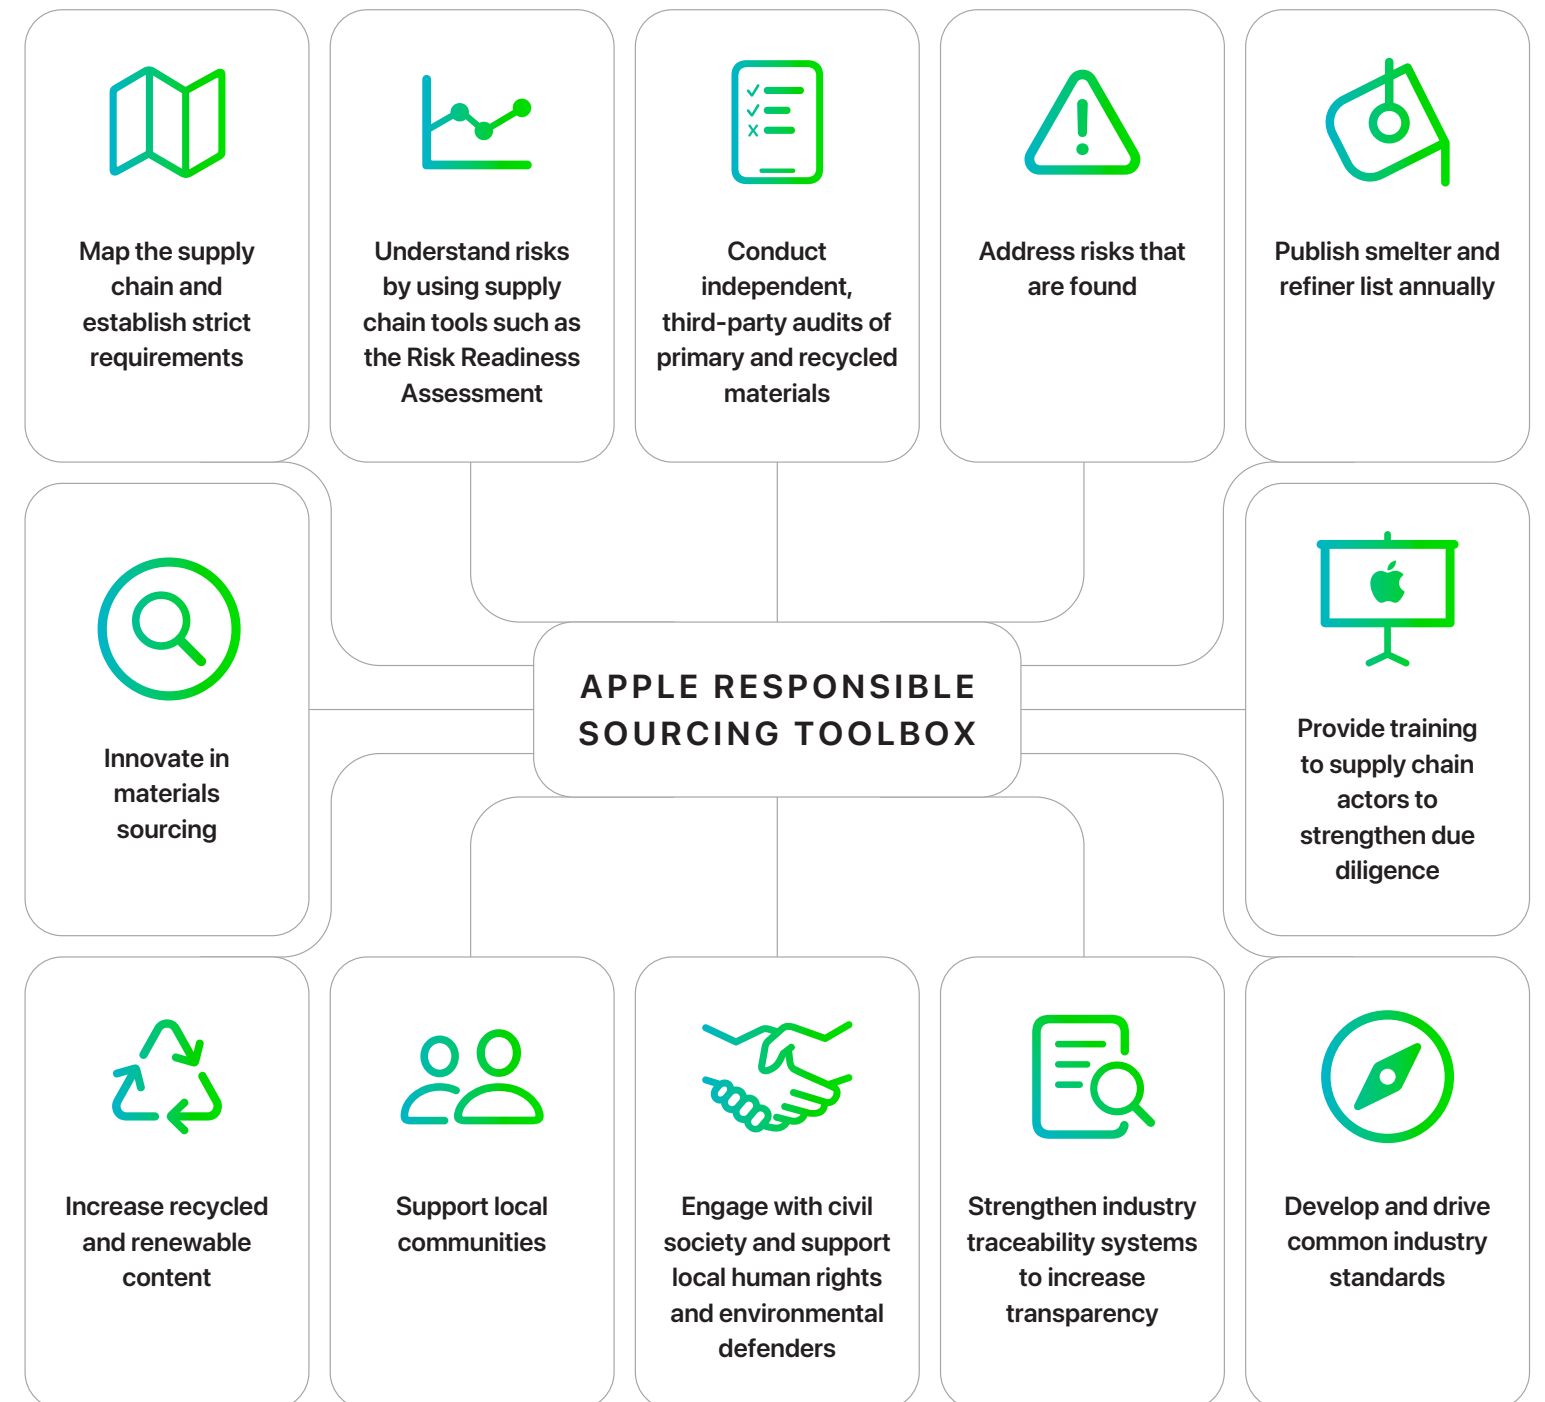 Map the supply
chain and
establish strict
requirements
Understand risks
by using supply
chain tools such as
the Risk Readiness
Assessment
Conduct
independent,
third-party audits of
primary and recycled
materials
Address risks that
are found
Publish smelter and
refiner list annually
Innovate in
materials
sourcing
APPLE RESPONSIBLE
SOURCING TOOLBOX
Provide training
to supply chain
actors to
strengthen due
diligence
Increase recycled
and renewable
content
Support local
communities
Engage with civil
society and support
local human rights
and environmental
defenders
Strengthen industry
traceability systems
to increase
transparency
Develop and drive
common industry
standards